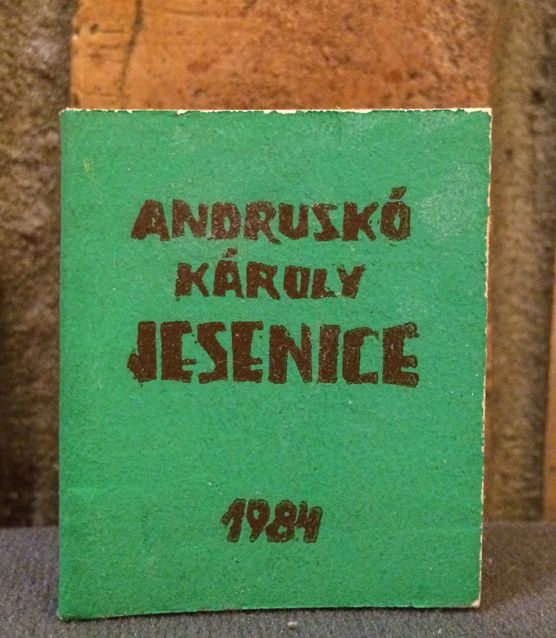 ANDRUSKÓ
KÁROLY
JESENICE
1984